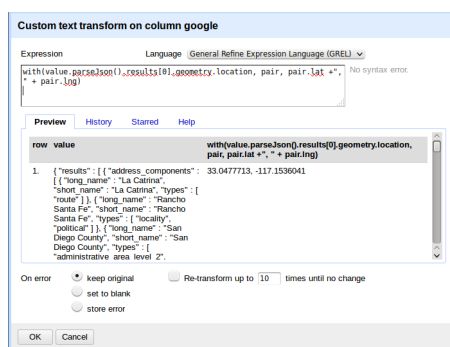 Custom text transform on column google
Expression Language General Refine Expression Language (GREL)
with(value.parseJson().results[0].geometry.location, pair, pair.lat +",
" + pair.lng)
No syntax error.
Preview History Starred Help
row value with(value.parseJson().results[0].geometry.location,
pair, pair.lat +", " + pair.lng)
1. { "results" : [ { "address_components" : 33.0477713, -117.1536041
[ { "long_name" : "La Catrina",
"short_name" : "La Catrina", "types" : [
"route" ] }, { "long_name" : "Rancho
Santa Fe", "short_name" : "Rancho
Santa Fe", "types" : [ "locality",
"political" ] }, { "long_name" : "San
Diego County", "short_name" : "San
Diego County", "types" : [
"administrative_area_level_2",
On error keep original Re-transform up to 10 times until no change
set to blank
store error
OK Cancel